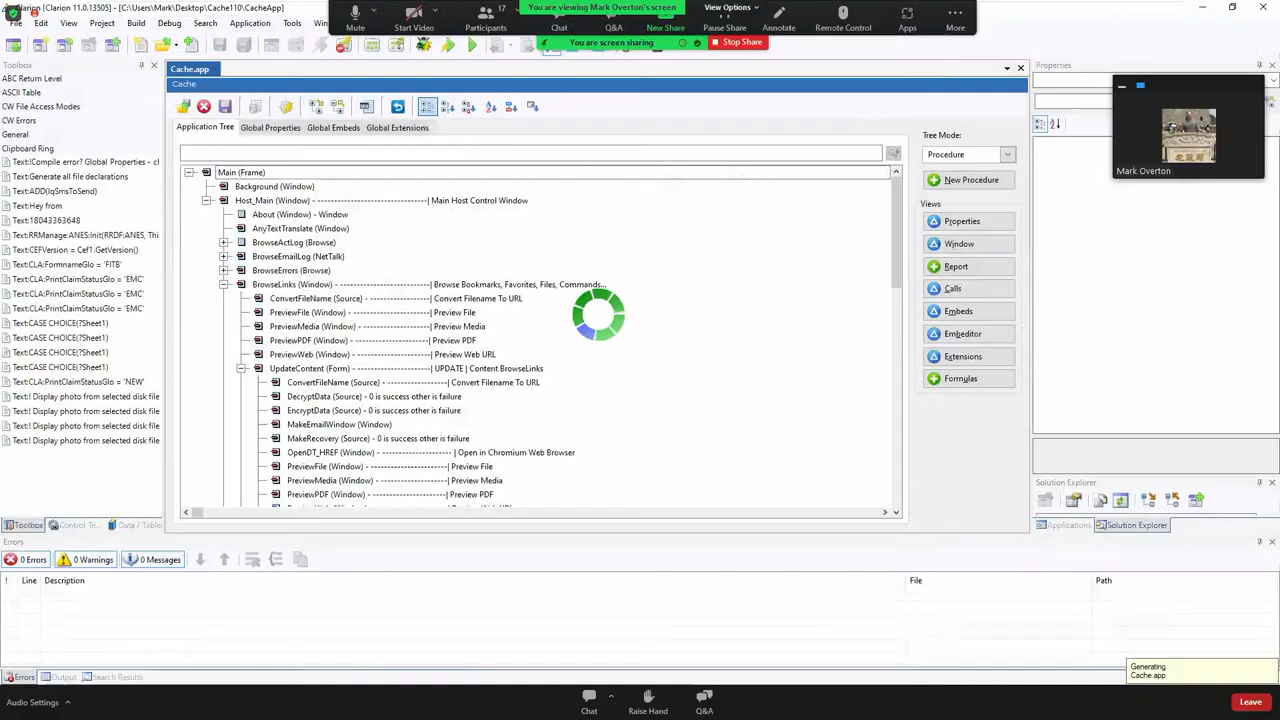 Clarion (Clarion 11.0.13505) - [C:\Users\Mark\Desktop\Cache110\CacheApp]
You are viewing Mark Overton's screen
View Options
File Edit View Project Build Debug Search Application Tools
Mute
Start Video
Participants
17
Chat
Q&A
New Share
Pause Share
Annotate
Remote Control
Apps
More
You are screen sharing
Stop Share
Toolbox
ABC Return Level
ASCII Table
CW File Access Modes
CW Errors
General
Clipboard Ring
Text:Compile error? Global Properties - cl
Text:Generate all file declarations
Text:ADD(IqSmsToSend)
Text:Hey from
Text:18043363648
Text:RRManage:ANES:Init(RRDF:ANES, Thi
Text:CEFVersion = Cef1.GetVersion()
Text:CLA:FormnameGlo = 'FITB'
Text:CLA:PrintClaimStatusGlo = 'EMC'
Text:CLA:PrintClaimStatusGlo = 'EMC'
Text:CLA:PrintClaimStatusGlo = 'EMC'
Text:CASE CHOICE(?Sheet1)
Text:CASE CHOICE(?Sheet1)
Text:CASE CHOICE(?Sheet1)
Text:CLA:PrintClaimStatusGlo = 'NEW'
Text:! Display photo from selected disk file
Text:! Display photo from selected disk file
Text:! Display photo from selected disk file
Toolbox
Control Te...
Data / Table
Cache.app
Cache
Application Tree
Global Properties
Global Embeds
Global Extensions
Main (Frame)
Background (Window)
Host_Main (Window) - -------------------------------| Main Host Control Window
About (Window) - Window
AnyTextTranslate (Window)
BrowseActLog (Browse)
BrowseEmailLog (NetTalk)
BrowseErrors (Browse)
BrowseLinks (Window) - -------------------------| Browse Bookmarks, Favorites, Files, Commands...
ConvertFileName (Source) - -------------------| Convert Filename To URL
PreviewFile (Window) - -------------------------| Preview File
PreviewMedia (Window) - ---------------------| Preview Media
PreviewPDF (Window) - ------------------------| Preview PDF
PreviewWeb (Window) - -----------------------| Preview Web URL
UpdateContent (Form) - ----------------------| UPDATE | Content BrowseLinks
ConvertFileName (Source) - -------------------| Convert Filename To URL
DecryptData (Source) - 0 is success other is failure
EncryptData (Source) - 0 is success other is failure
MakeEmailWindow (Window)
MakeRecovery (Source) - 0 is success other is failure
OpenDT_HREF (Window) - --------------------- | Open in Chromium Web Browser
PreviewFile (Window) - -------------------------| Preview File
PreviewMedia (Window) - ---------------------| Preview Media
PreviewPDF (Window) - ------------------------| Preview PDF
Tree Mode:
Procedure
New Procedure
Views
Properties
Window
Report
Calls
Embeds
Embeditor
Extensions
Formulas
Properties
Mark Overton
Solution Explorer
Applications
Solution Explorer
Errors
0 Errors
0 Warnings
0 Messages
! Line Description File Path
Errors
Output
Search Results
Generating
Cache.app
Audio Settings
Chat
Raise Hand
Q&A
Leave